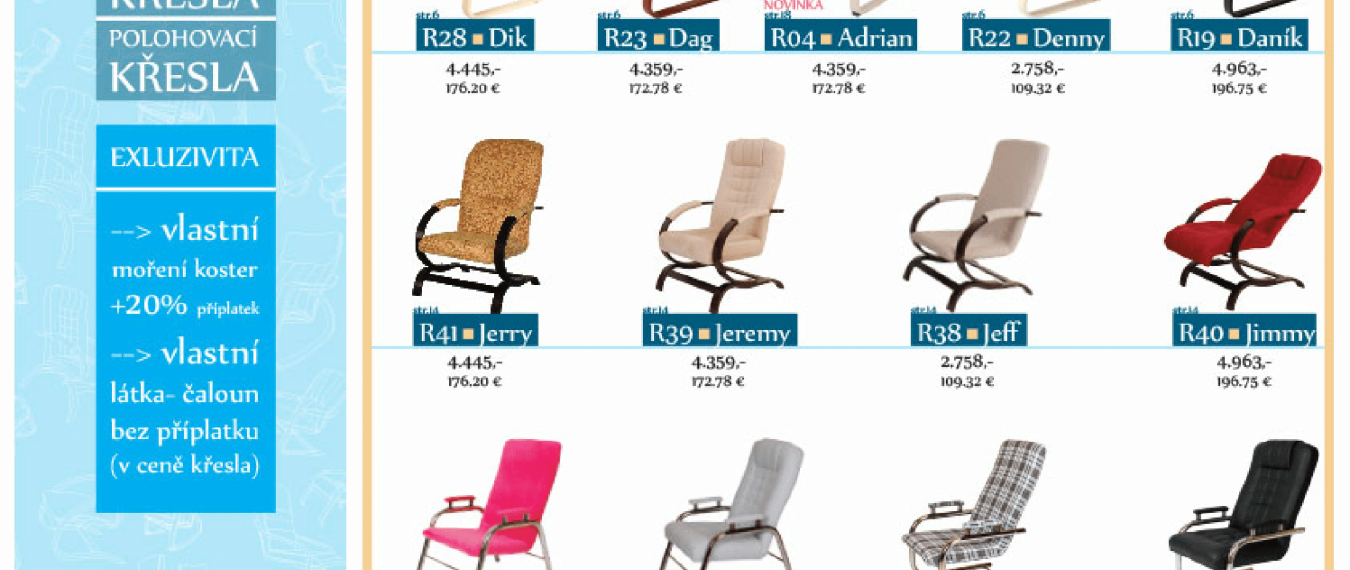 KŘESLA
POLOHOVACÍ
KŘESLA
EXLUZIVITA
--> vlastní
moření koster
+20% příplatek
--> vlastní
látka- čaloun
bez příplatku
(v ceně křesla)
NOVINKA
str.6 str.6 str.18 str.6 str.6
R28 ▪ Dik R23 ▪ Dag R04 ▪ Adrian R22 ▪ Denny R19 ▪ Daník
4.445,- 4.359,- 4.359,- 2.758,- 4.963,-
176.20 € 172.78 € 172.78 € 109.32 € 196.75 €
str.14 str.14 str.14 str.14
R41 ▪ Jerry R39 ▪ Jeremy R38 ▪ Jeff R40 ▪ Jimmy
4.445,- 4.359,- 2.758,- 4.963,-
176.20 € 172.78 € 109.32 € 196.75 €